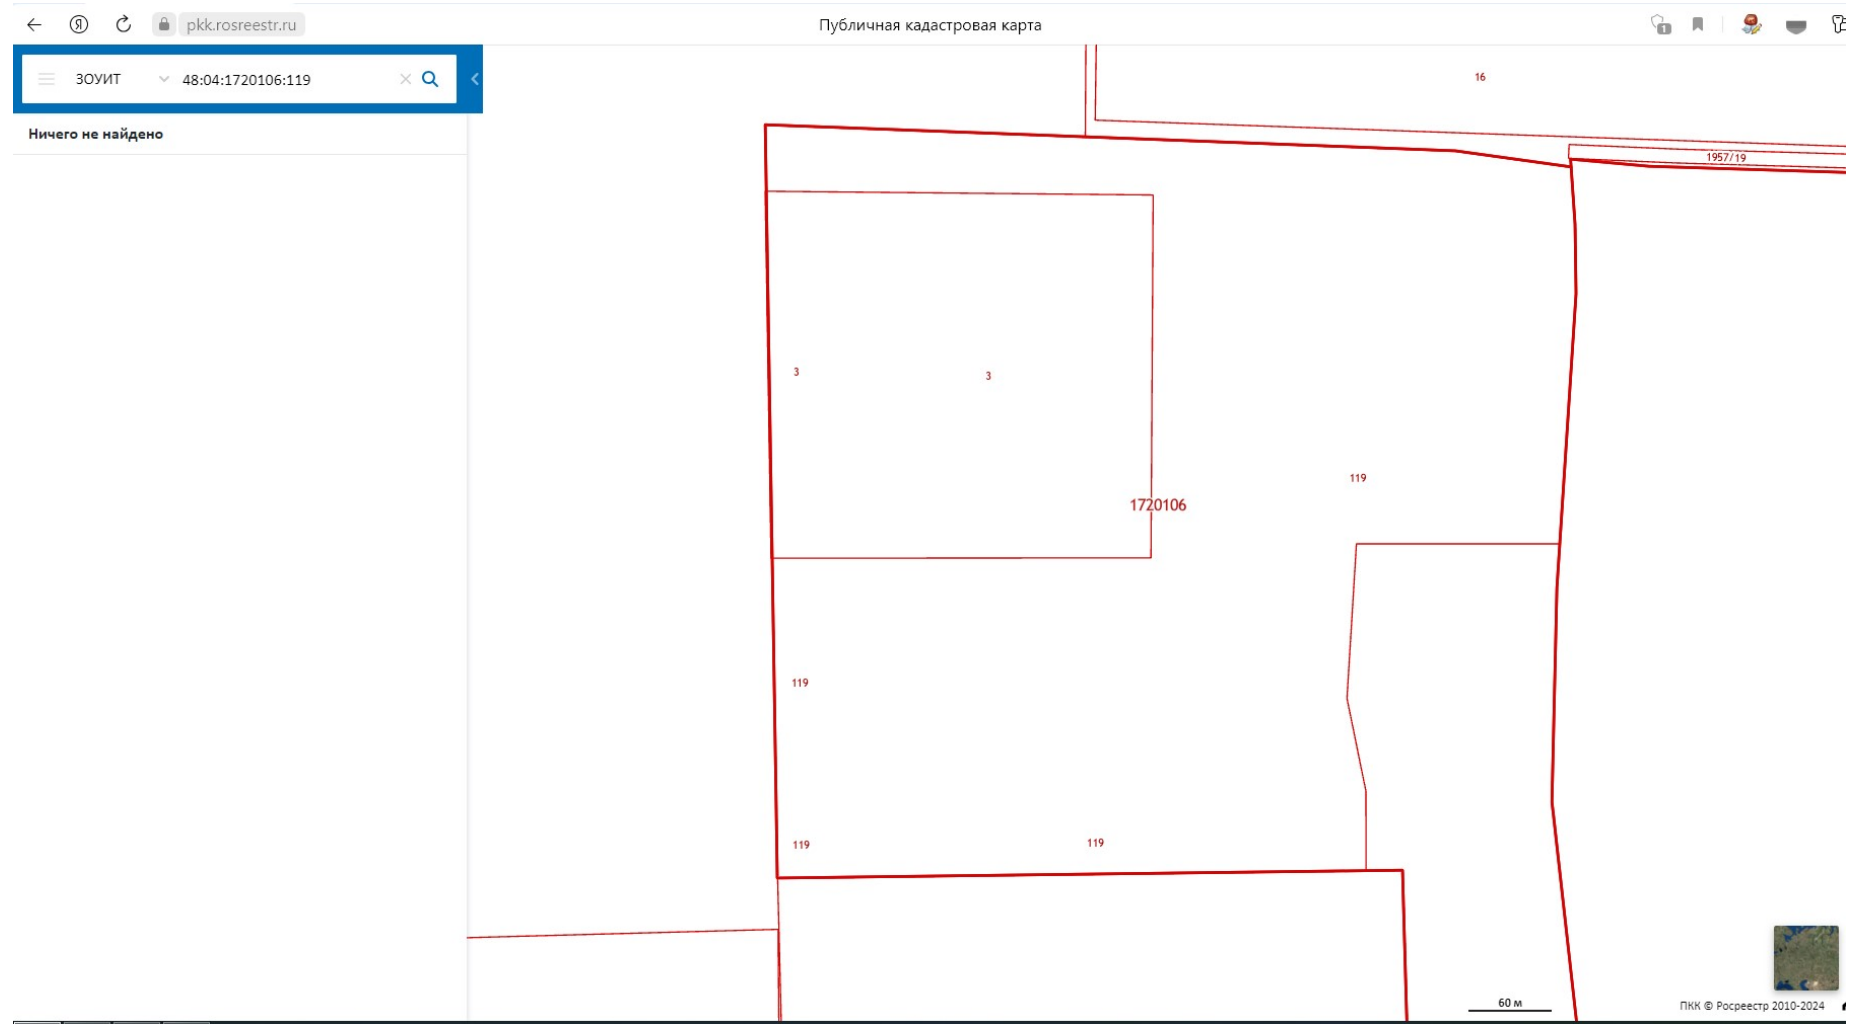 pkk.rosreestr.ru
Публичная кадастровая карта
1
ЗОУИТ
48:04:1720106:119
Ничего не найдено
16
1957/19
3
3
119
1720106
119
119
119
60 м
ПКК © Росреестр 2010-2024